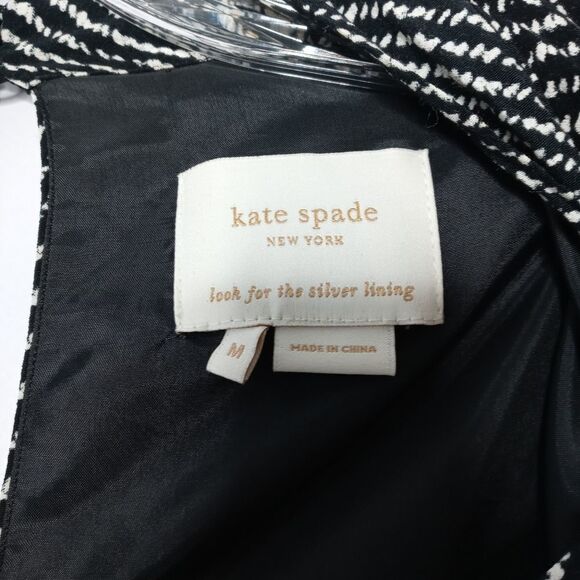 kate spade
NEW YORK
look for the silver lining
M
MADE IN CHINA